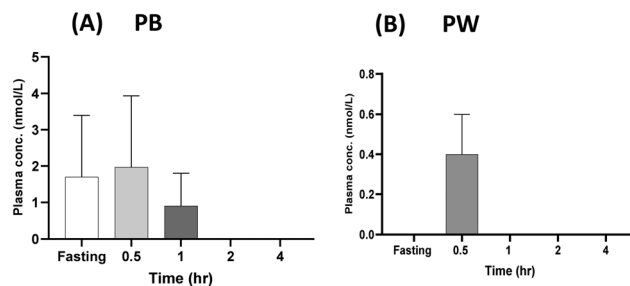 (A) PB
Plasma conc. (nmol/L)
5
4
3
2
1
0
Fasting 0.5 1 2 4
Time (hr)
(B) PW
Plasma conc. (nmol/L)
0.8
0.6
0.4
0.2
0.0
Fasting 0.5 1 2 4
Time (hr)